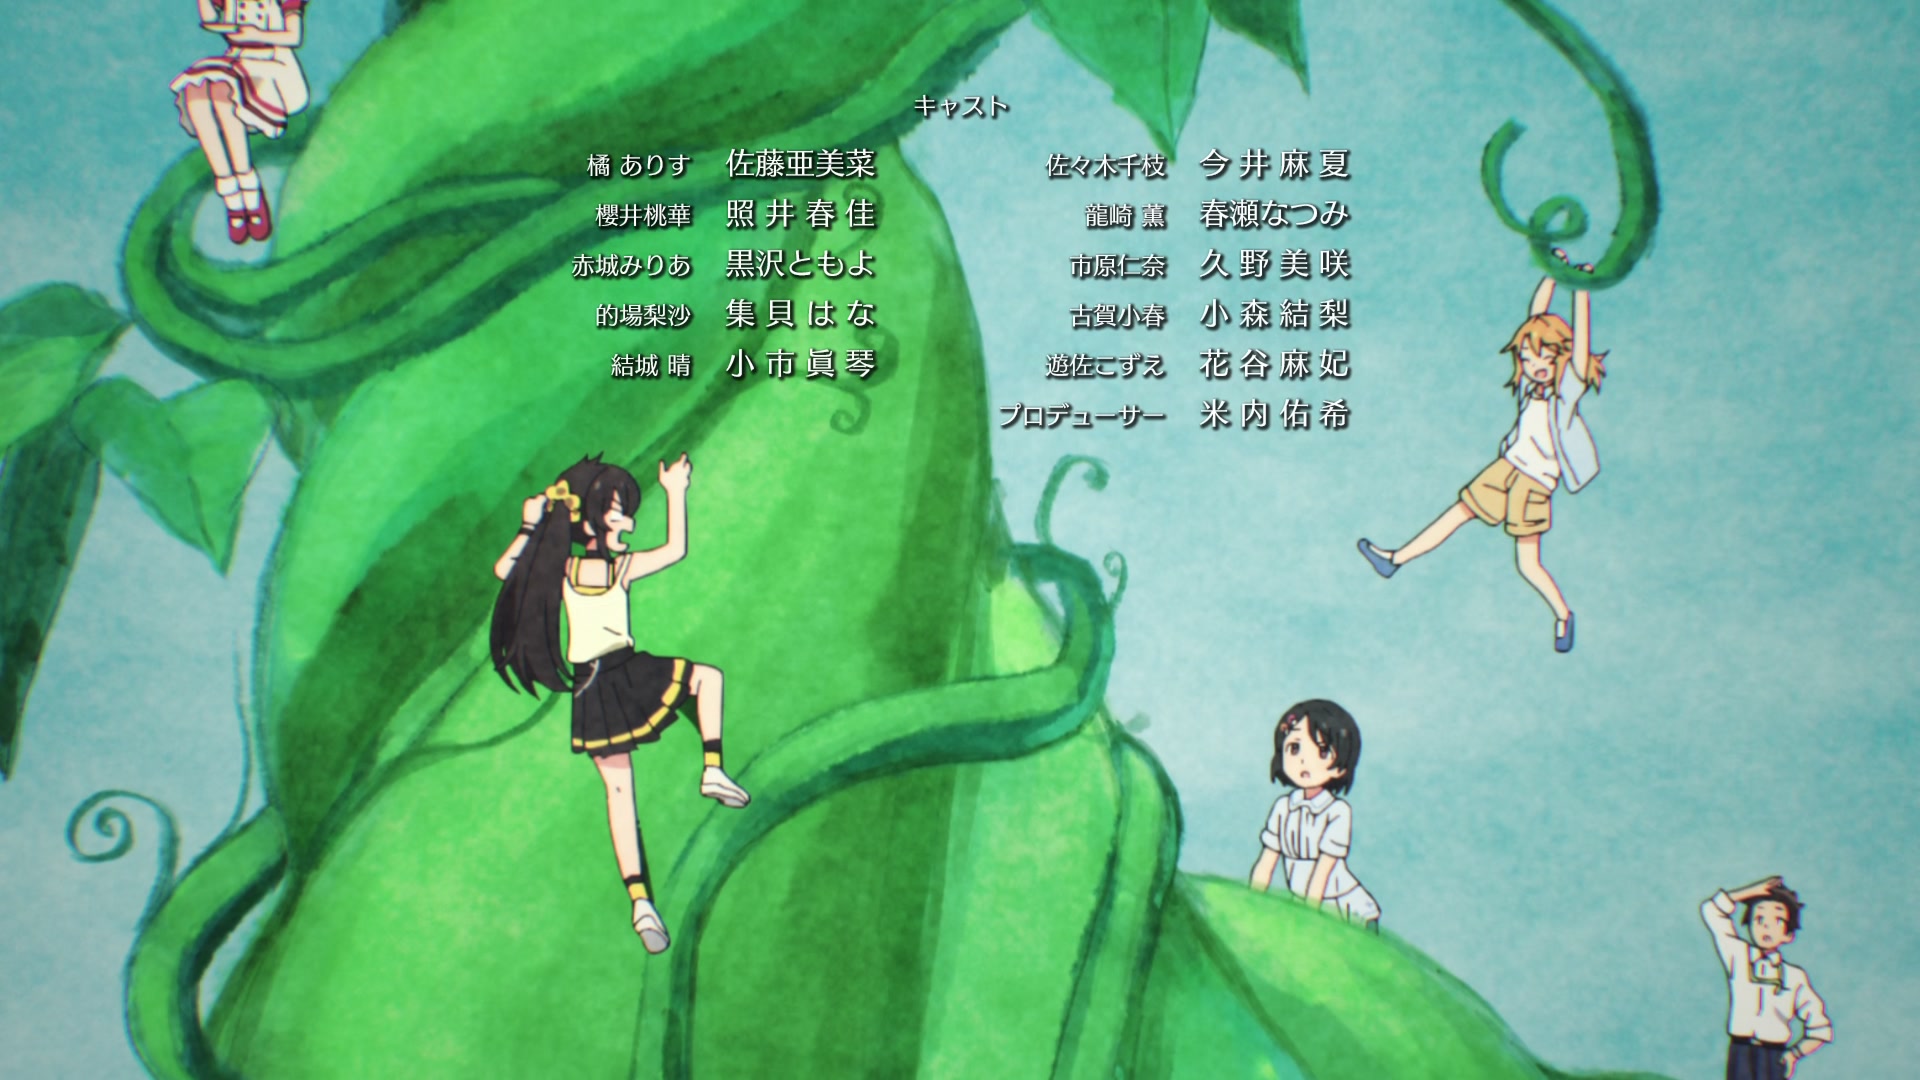 キャスト
橘 ありす 佐藤亜美菜
櫻井桃華 照井春佳
赤城みりあ 黒沢ともよ
的場梨沙 集貝はな
結城 晴 小市眞琴
佐々木千枝 今井麻夏
龍崎 薫 春瀬なつみ
市原仁奈 久野美咲
古賀小春 小森結梨
遊佐こずえ 花谷麻妃
プロデューサー 米内佑希